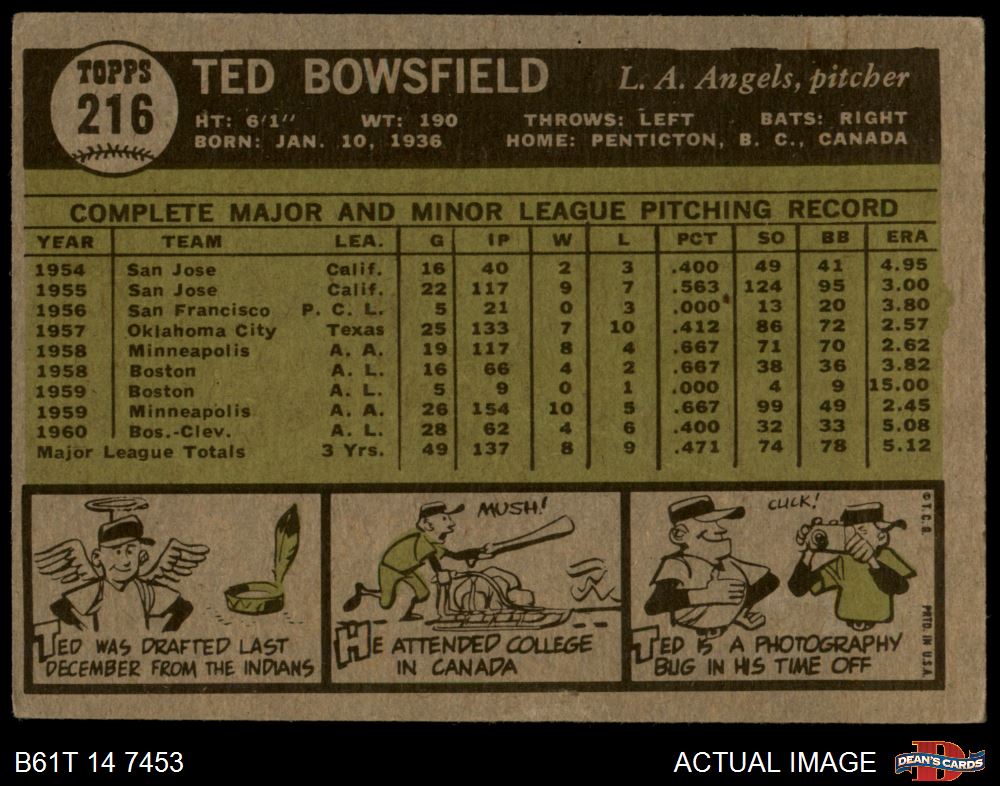 TOPPS
216
TED BOWSFIELD L. A. Angels, pitcher
HT: 6'1" WT: 190 THROWS: LEFT BATS: RIGHT
BORN: JAN. 10, 1936 HOME: PENTICTON, B. C., CANADA
COMPLETE MAJOR AND MINOR LEAGUE PITCHING RECORD
YEAR TEAM LEA. G IP W L PCT SO BB ERA
1954 San Jose Calif. 16 40 2 3 .400 49 41 4.95
1955 San Jose Calif. 22 117 9 7 .563 124 95 3.00
1956 San Francisco P. C. L. 5 21 0 3 .000 13 20 3.80
1957 Oklahoma City Texas 25 133 7 10 .412 86 72 2.57
1958 Minneapolis A. A. 19 117 8 4 .667 71 70 2.62
1958 Boston A. L. 16 66 4 2 .667 38 36 3.82
1959 Boston A. L. 5 9 0 1 .000 4 9 15.00
1959 Minneapolis A. A. 26 154 10 5 .667 99 49 2.45
1960 Bos.-Clev. A. L. 28 62 4 6 .400 32 33 5.08
Major League Totals 3 Yrs. 49 137 8 9 .471 74 78 5.12
TED WAS DRAFTED LAST
DECEMBER FROM THE INDIANS
MUSH!
HE ATTENDED COLLEGE
IN CANADA
CLICK!
TED IS A PHOTOGRAPHY
BUG IN HIS TIME OFF
© T. C. G. PRTD IN U.S.A.
B61T 14 7453 ACTUAL IMAGE
DEAN'S CARDS